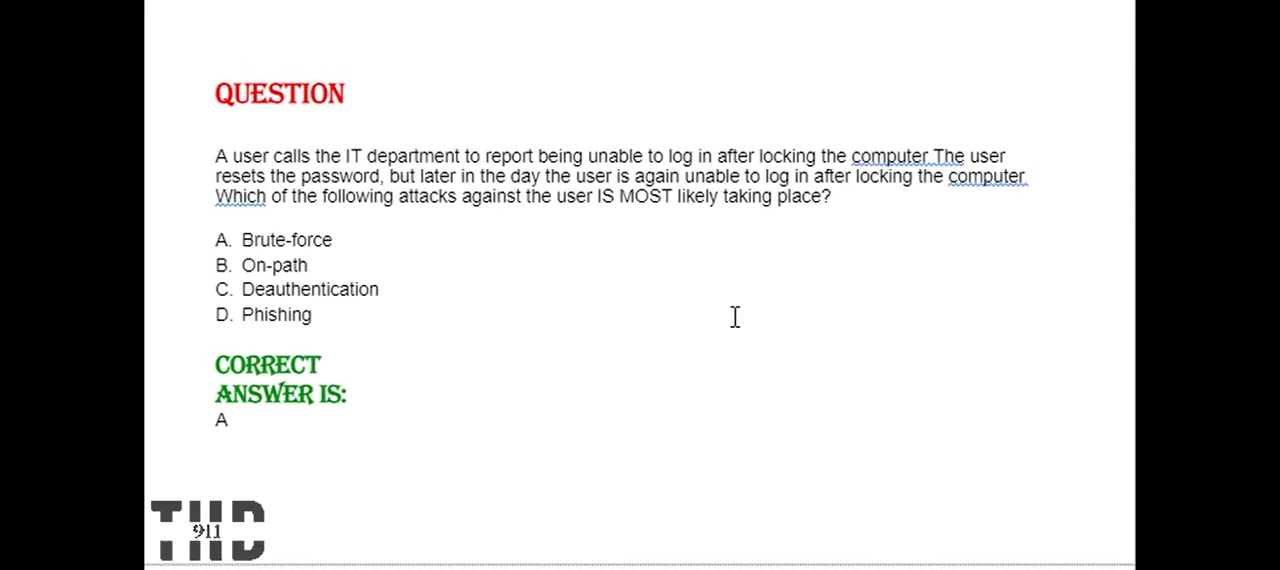 QUESTION
A user calls the IT department to report being unable to log in after locking the computer.The user
resets the password, but later in the day the user is again unable to log in after locking the computer.
Which of the following attacks against the user IS MOST likely taking place?
A. Brute-force
B. On-path
C. Deauthentication
D. Phishing
CORRECT
ANSWER IS:
A
THD
911